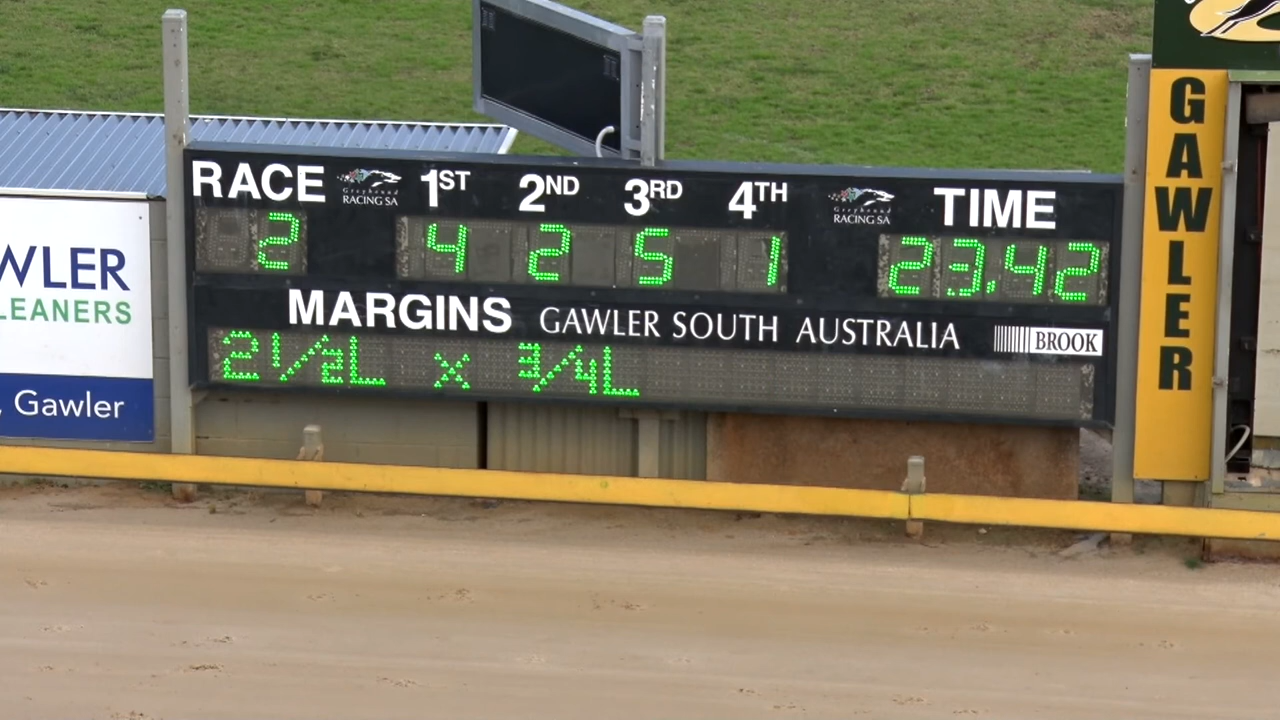 RACE
Greyhound
RACING SA
1ST 2ND 3RD 4TH
Greyhound
RACING SA
TIME
2 4 2 5 1 23.42
MARGINS GAWLER SOUTH AUSTRALIA BROOK
2 1/2L x 3/4L
WLER
LEANERS
, Gawler
GAWLER